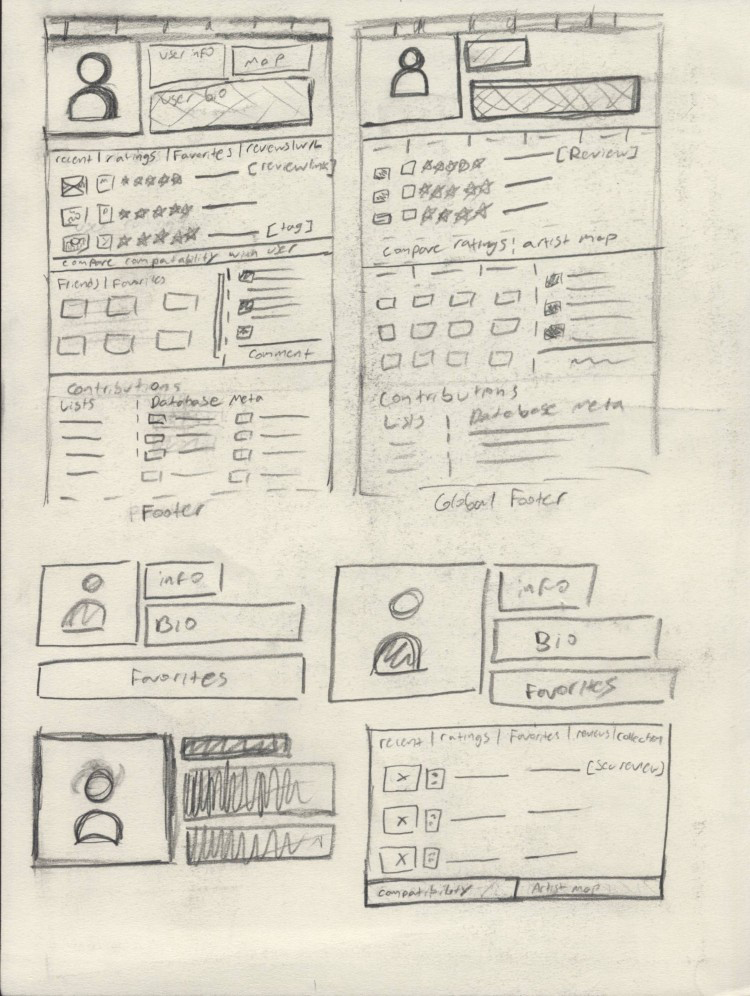 user info
map
user bio
recent | ratings | Favorites | reviews/wrb
[reviewlink]
[tag]
compare compatability with user
Friends | Favorites
Comment
Contributions
Lists
Database Meta
Footer
[Review]
compare ratings | artist map
Contributions
Lists
Database Meta
Global Footer
info
Bio
Favorites
info
Bio
Favorites
recent | ratings | Favorites | reviews | collection
[see review]
compatibility
Artist map